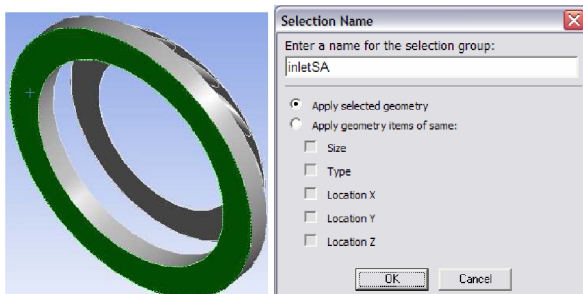 Selection Name
Enter a name for the selection group:
inletSA
Apply selected geometry
Apply geometry items of same:
Size
Type
Location X
Location Y
Location Z
OK
Cancel